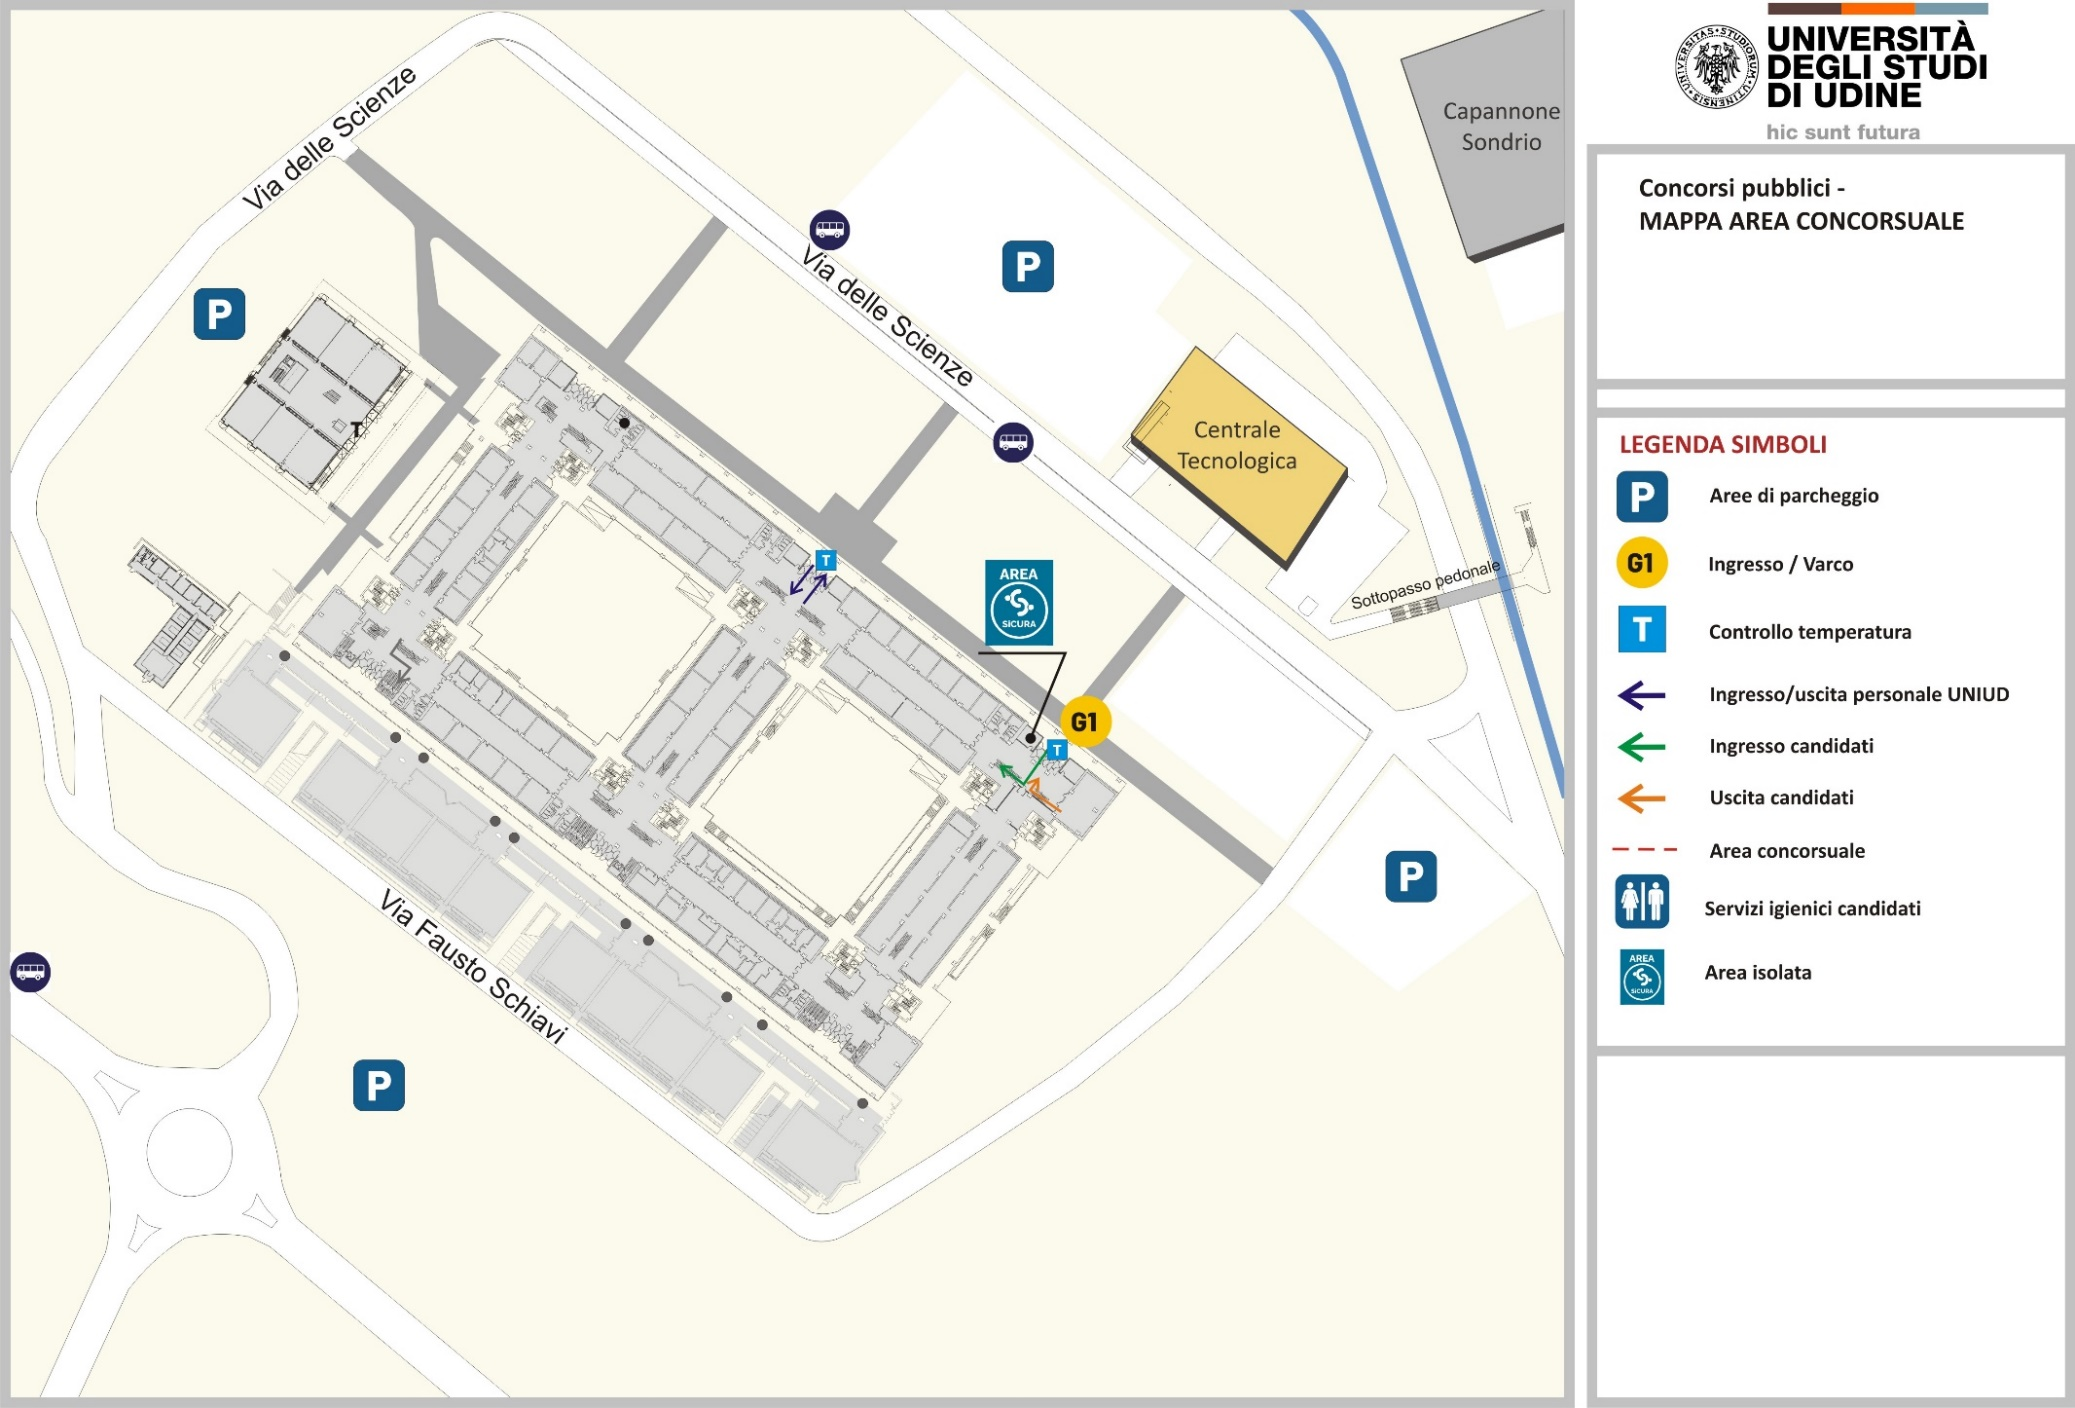 Via delle Scienze
Capannone
Sondrio
P
P
Via delle Scienze
Centrale
Tecnologica
T
T
AREA
SiCURA
Sottopasso pedonale
G1
T
P
Via Fausto Schiavi
P
UNIVERSITAS STUDIORUM UTINENSIS
UNIVERSITÀ
DEGLI STUDI
DI UDINE
hic sunt futura
Concorsi pubblici -
MAPPA AREA CONCORSUALE
LEGENDA SIMBOLI
P Aree di parcheggio
G1 Ingresso / Varco
T Controllo temperatura
Ingresso/uscita personale UNIUD
Ingresso candidati
Uscita candidati
Area concorsuale
Servizi igienici candidati
AREA
SiCURA
Area isolata